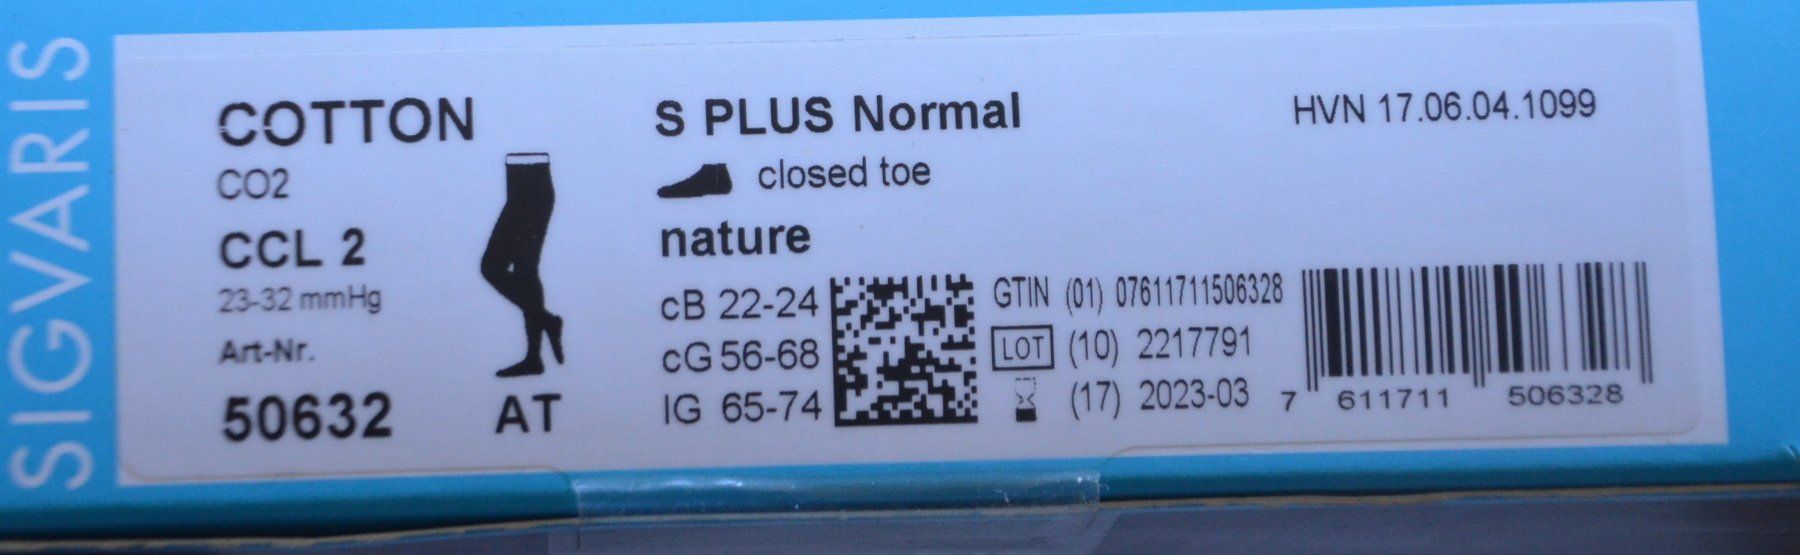 SIGVARIS
COTTON
CO2
CCL 2
23-32 mmHg
Art-Nr.
50632
AT
S PLUS Normal
closed toe
nature
cB 22-24
cG 56-68
lG 65-74
HVN 17.06.04.1099
GTIN (01) 07611711506328
LOT (10) 2217791
(17) 2023-03
7 611711 506328